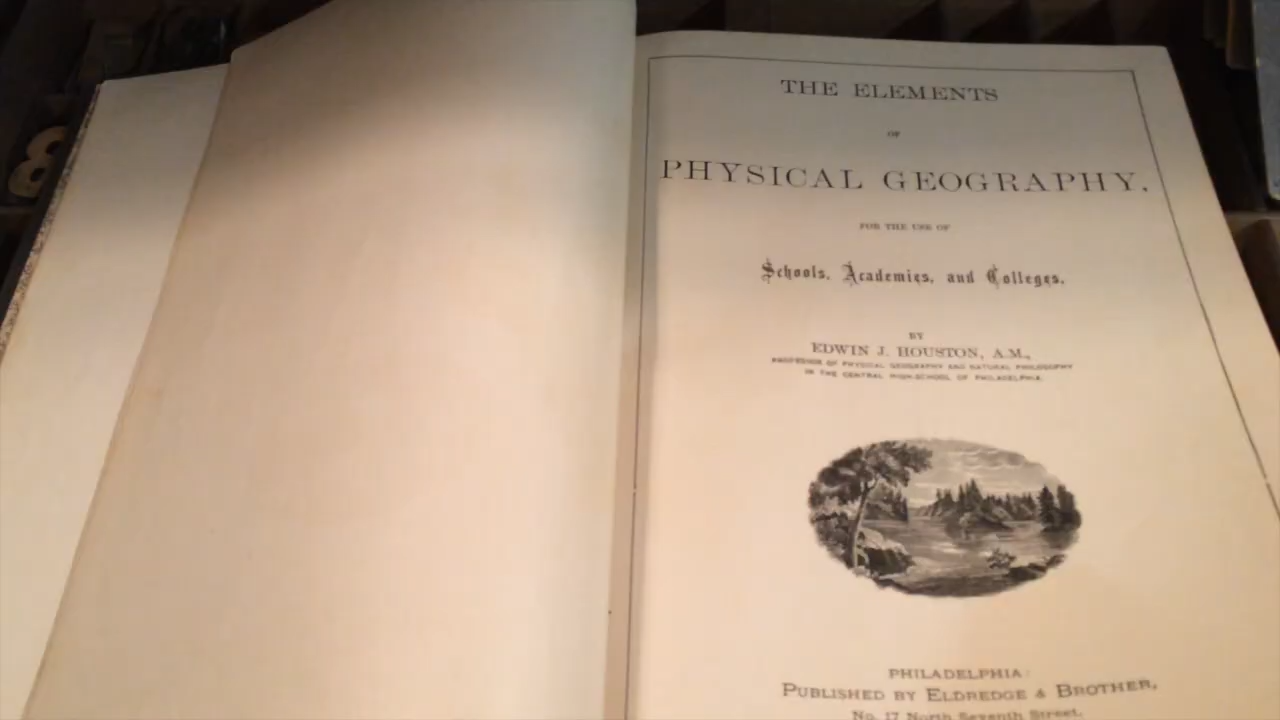 THE ELEMENTS
OF
PHYSICAL GEOGRAPHY.
FOR THE USE OF
Schools, Academies, and Colleges.
BY
EDWIN J. HOUSTON, A.M.,
PROFESSOR OF PHYSICAL GEOGRAPHY AND NATURAL PHILOSOPHY
IN THE CENTRAL HIGH-SCHOOL OF PHILADELPHIA.
PHILADELPHIA:
PUBLISHED BY ELDREDGE & BROTHER,
No. 17 North Seventh Street.
8